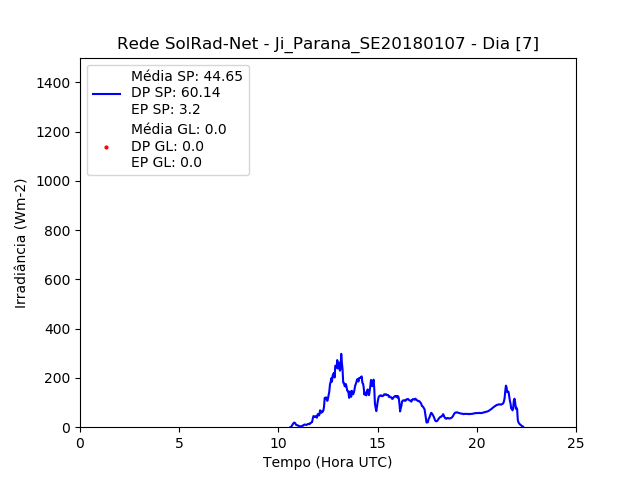 Rede SolRad-Net - Ji_Parana_SE20180107 - Dia [7]
Média SP: 44.65
DP SP: 60.14
EP SP: 3.2
Média GL: 0.0
DP GL: 0.0
EP GL: 0.0
1400
1200
1000
800
600
400
200
0
Irradiância (Wm-2)
0 5 10 15 20 25
Tempo (Hora UTC)